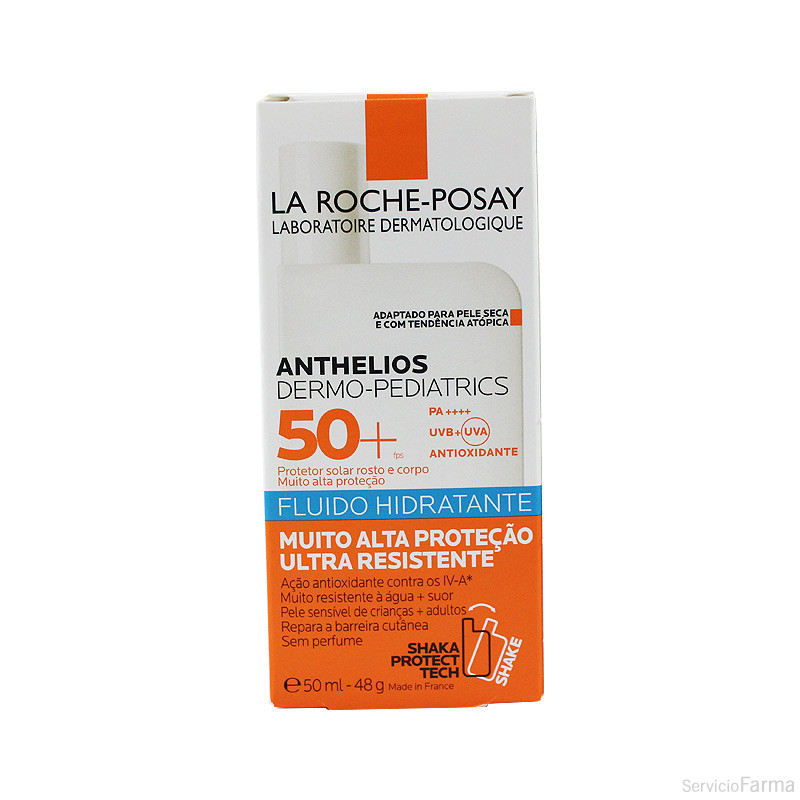 LA ROCHE-POSAY
LABORATOIRE DERMATOLOGIQUE
ADAPTADO PARA PELE SECA
E COM TENDÊNCIA ATÓPICA
ANTHELIOS
DERMO-PEDIATRICS
50+
fps
PA ++++
UVB+UVA
ANTIOXIDANTE
Protetor solar rosto e corpo
Muito alta proteção
FLUIDO HIDRATANTE
MUITO ALTA PROTEÇÃO
ULTRA RESISTENTE
Ação antioxidante contra os IV-A*
Muito resistente à água + suor
Pele sensível de crianças + adultos
Repara a barreira cutânea
Sem perfume
SHAKA
PROTECT
TECH
SHAKE
℮ 50 ml - 48 g Made in France
ServicioFarma